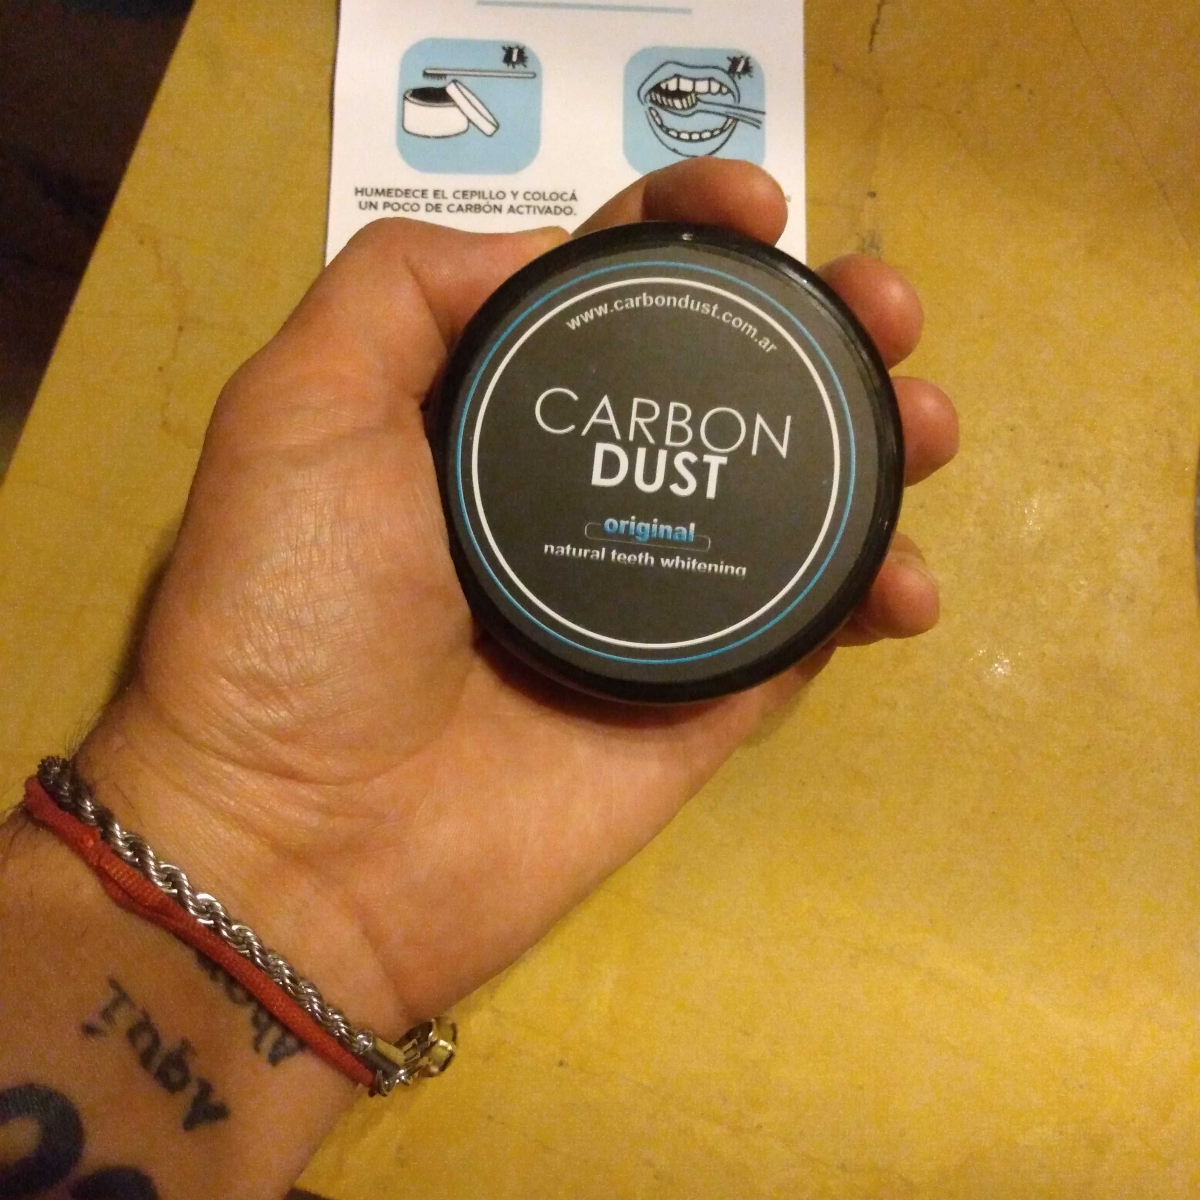 HUMEDECE EL CEPILLO Y COLOCÁ
UN POCO DE CARBÓN ACTIVADO.
www.carbondust.com.ar
CARBON
DUST
original
natural teeth whitening
Aquí